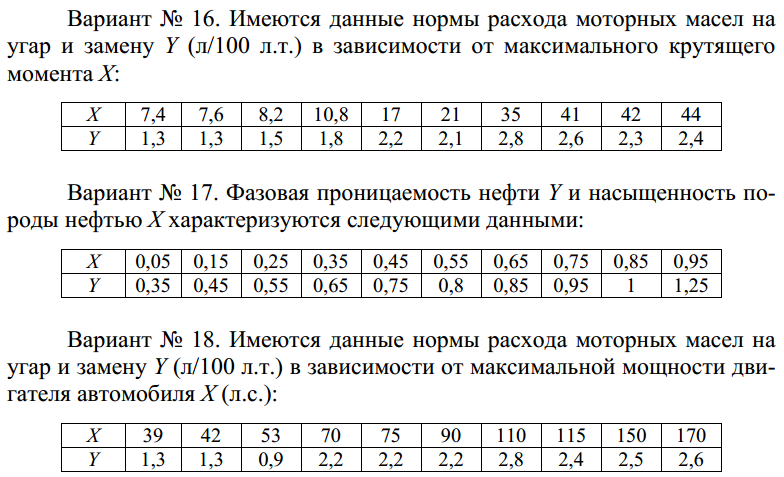 Вариант № 16. Имеются данные нормы расхода моторных масел на
угар и замену Y (л/100 л.т.) в зависимости от максимального крутящего
момента X:
X 7,4 7,6 8,2 10,8 17 21 35 41 42 44
Y 1,3 1,3 1,5 1,8 2,2 2,1 2,8 2,6 2,3 2,4
Вариант № 17. Фазовая проницаемость нефти Y и насыщенность по-
роды нефтью X характеризуются следующими данными:
X 0,05 0,15 0,25 0,35 0,45 0,55 0,65 0,75 0,85 0,95
Y 0,35 0,45 0,55 0,65 0,75 0,8 0,85 0,95 1 1,25
Вариант № 18. Имеются данные нормы расхода моторных масел на
угар и замену Y (л/100 л.т.) в зависимости от максимальной мощности дви-
гателя автомобиля X (л.с.):
X 39 42 53 70 75 90 110 115 150 170
Y 1,3 1,3 0,9 2,2 2,2 2,2 2,8 2,4 2,5 2,6